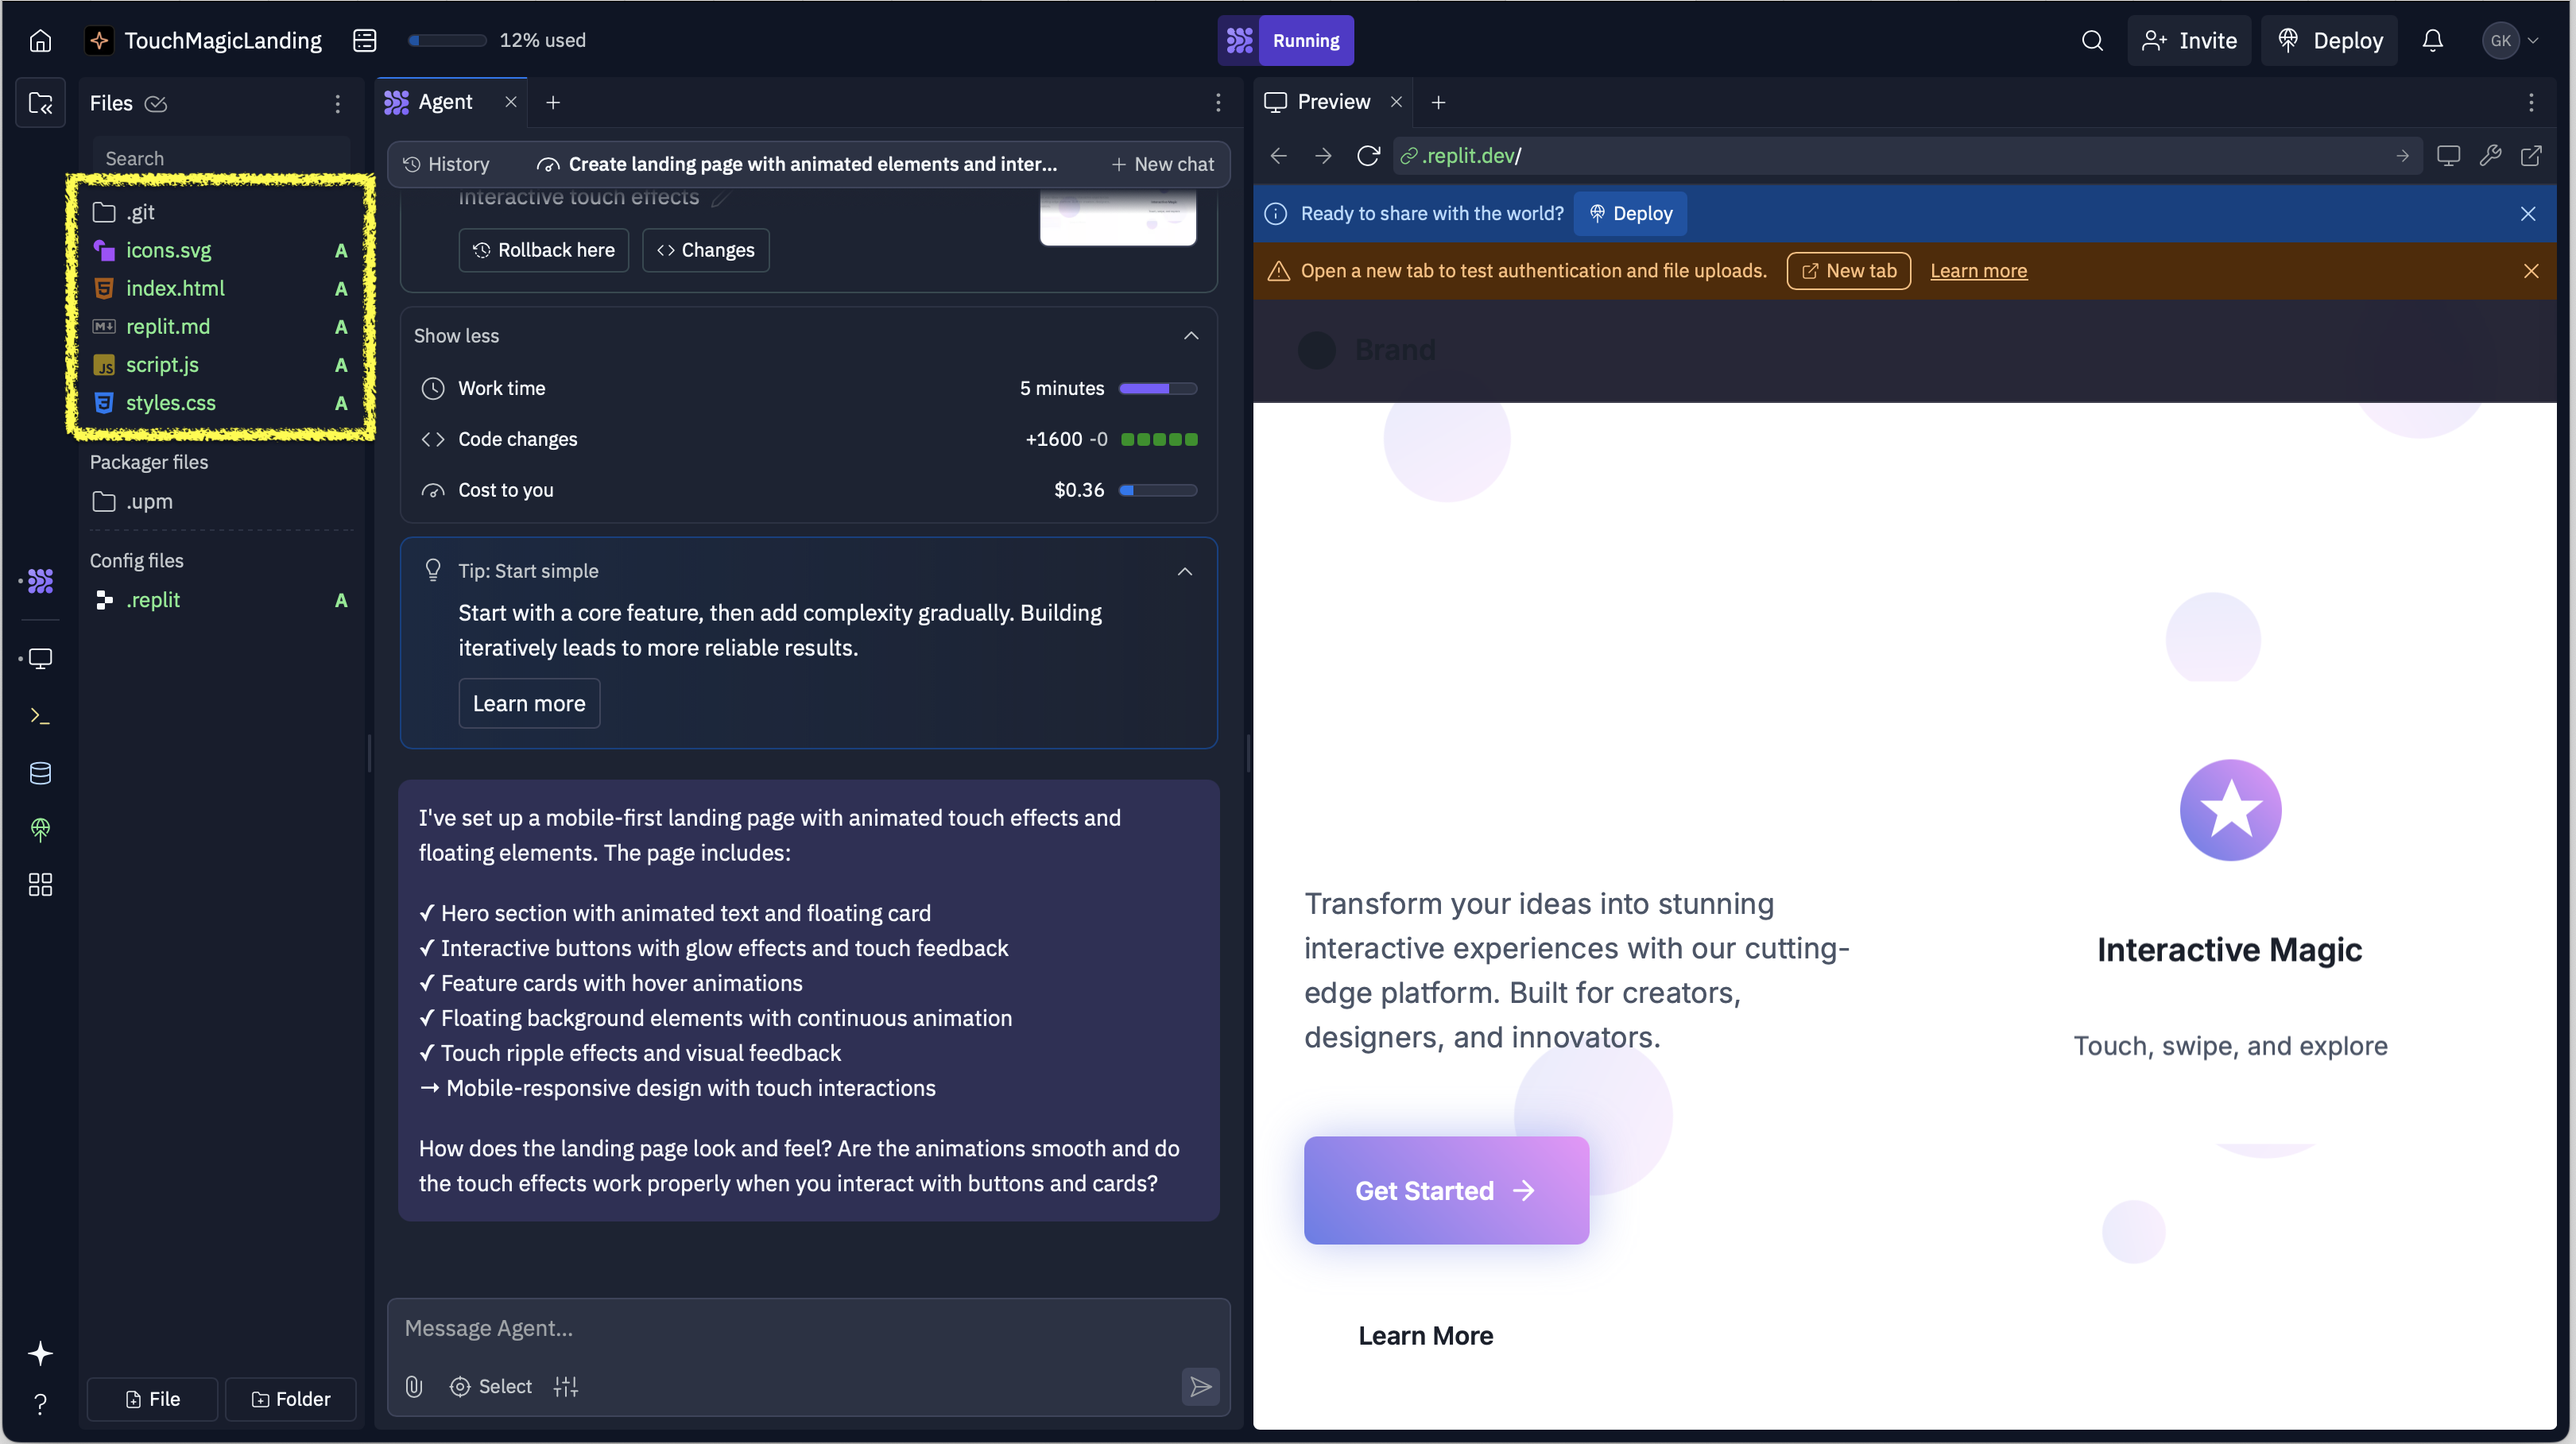 TouchMagicLanding
12% used
Running
Invite
Deploy
GK
Files
Search
.git
icons.svg A
index.html A
replit.md A
script.js A
styles.css A
Packager files
.upm
Config files
.replit A
File
Folder
Agent
History
Create landing page with animated elements and inter...
New chat
interactive touch effects
Rollback here
Changes
Show less
Work time
5 minutes
Code changes
+1600 -0
Cost to you
$0.36
Tip: Start simple
Start with a core feature, then add complexity gradually. Building
iteratively leads to more reliable results.
Learn more
I've set up a mobile-first landing page with animated touch effects and
floating elements. The page includes:
✓ Hero section with animated text and floating card
✓ Interactive buttons with glow effects and touch feedback
✓ Feature cards with hover animations
✓ Floating background elements with continuous animation
✓ Touch ripple effects and visual feedback
→ Mobile-responsive design with touch interactions
How does the landing page look and feel? Are the animations smooth and do
the touch effects work properly when you interact with buttons and cards?
Message Agent...
Select
Preview
.replit.dev/
Ready to share with the world?
Deploy
Open a new tab to test authentication and file uploads.
New tab
Learn more
Brand
Transform your ideas into stunning
interactive experiences with our cutting-
edge platform. Built for creators,
designers, and innovators.
Get Started →
Learn More
Interactive Magic
Touch, swipe, and explore